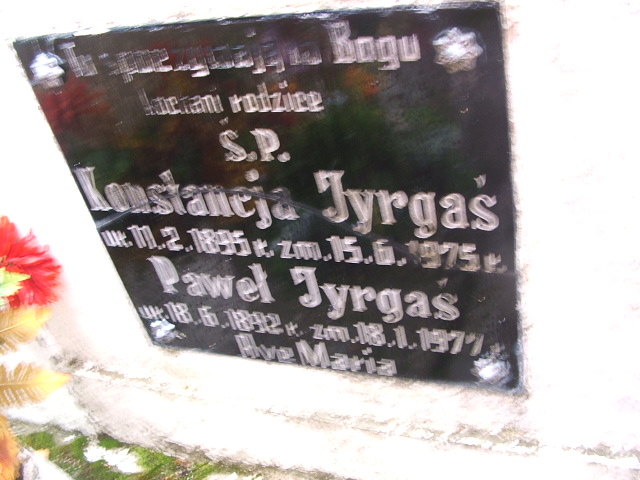 Tu spoczywają w Bogu
kochani rodzice
Ś.P.
Konstancja Jyrgaś
ur. 11. 2. 1895 r. zm. 15. 6. 1975 r.
Paweł Jyrgaś
ur. 18. 6. 1892 r. zm. 18. 1. 1977 r.
Ave Maria